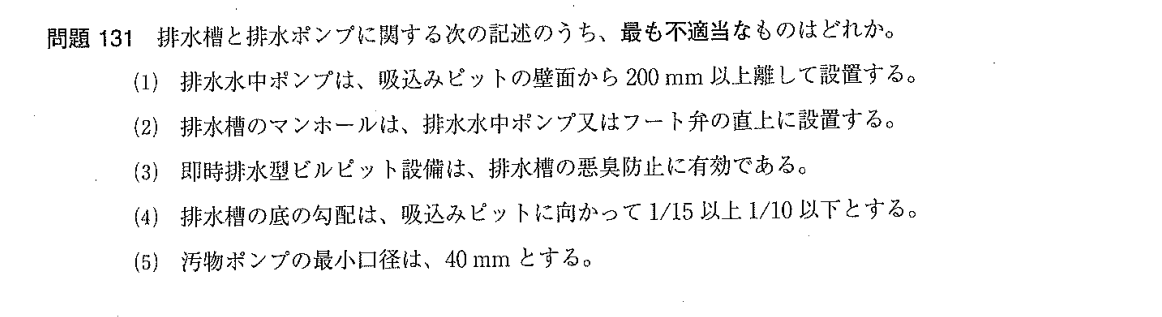 問題 131 排水槽と排水ポンプに関する次の記述のうち、最も不適当なものはどれか。
(1) 排水水中ポンプは、吸込みピットの壁面から 200 mm 以上離して設置する。
(2) 排水槽のマンホールは、排水水中ポンプ又はフート弁の直上に設置する。
(3) 即時排水型ビルピット設備は、排水槽の悪臭防止に有効である。
(4) 排水槽の底の勾配は、吸込みピットに向かって 1/15 以上 1/10 以下とする。
(5) 汚物ポンプの最小口径は、40 mm とする。